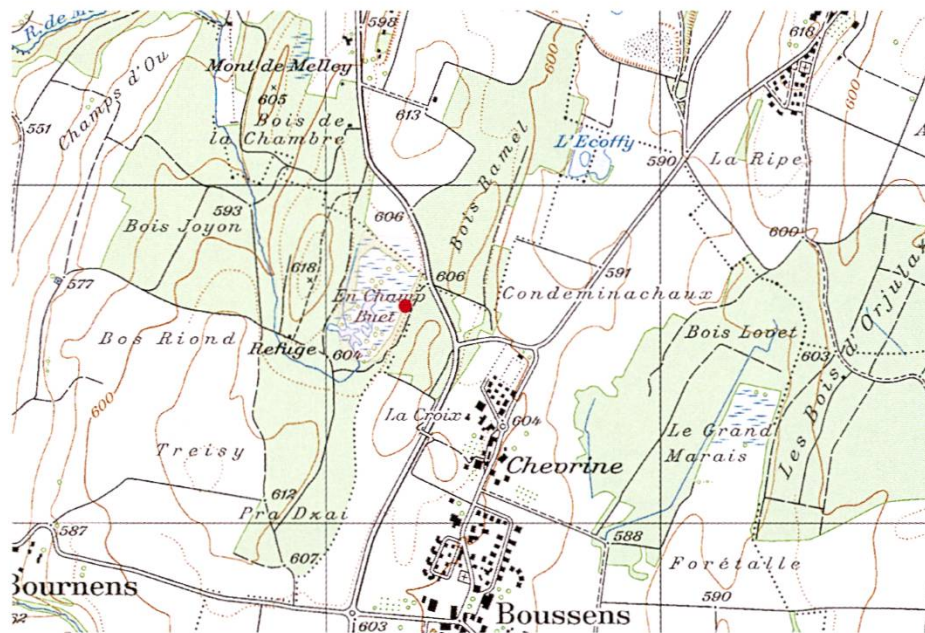 R. de M
598
618
Mont de Melley
605
600
Champs d'Ou
551
Bois de
la Chambre
613
Bois Ramel
L'Ecoffy
590
La Ripe
600
593
Bois Joyon
606
600
577
618
606
591
En Champ
Buet
Condeminachaux
Les Bois d'Orjulaz
Bos Riond
Refuge
604
Bois Lovet
603
600
La Croix
604
Treisy
Chevrine
Le Grand
Marais
612
Pra Dzai
587
607
588
Forétalle
Bournens
Boussens
590
603